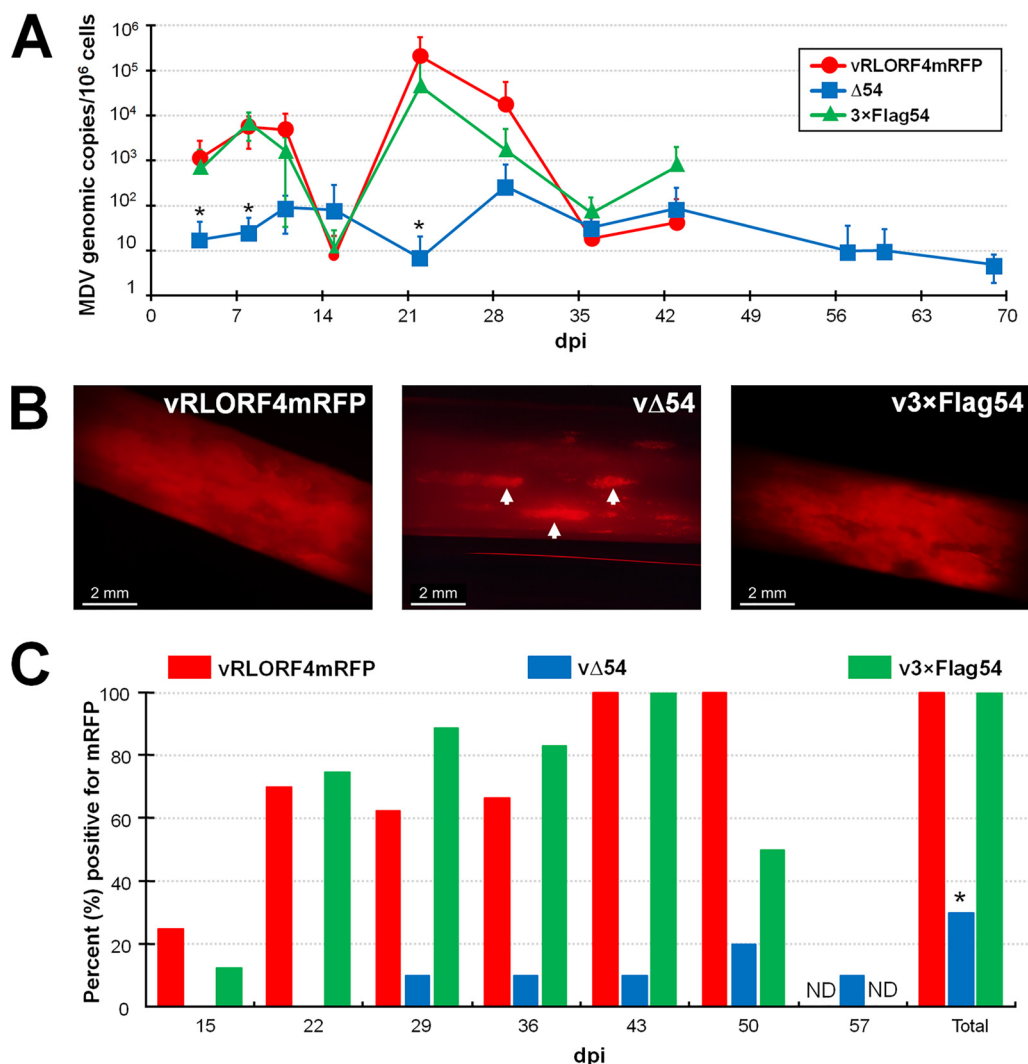 A
MDV genomic copies/10⁶ cells
10⁶
10⁵
10⁴
10³
10²
10
1
0 7 14 21 28 35 42 49 56 63 70
dpi
vRLORF4mRFP
Δ54
3×Flag54
*
*
*
B
vRLORF4mRFP
2 mm
vΔ54
2 mm
v3×Flag54
2 mm
C
vRLORF4mRFP vΔ54 v3×Flag54
Percent (%) positive for mRFP
100
80
60
40
20
0
ND ND
*
15 22 29 36 43 50 57 Total
dpi